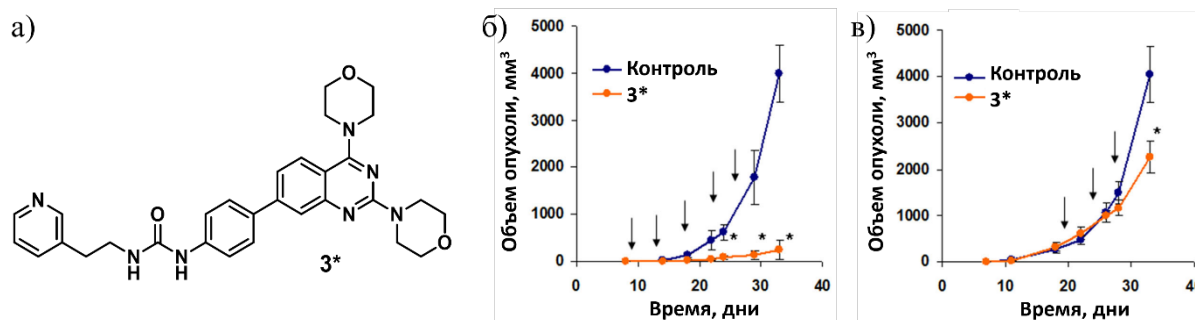 а)
O
N
N
N
N
O
N
O
N
H
N
H
3*
б)
Объем опухоли, мм³
5000
4000
3000
2000
1000
0
Контроль
3*
* * *
0 10 20 30 40
Время, дни
в)
Объем опухоли, мм³
5000
4000
3000
2000
1000
0
Контроль
3*
*
0 10 20 30 40
Время, дни